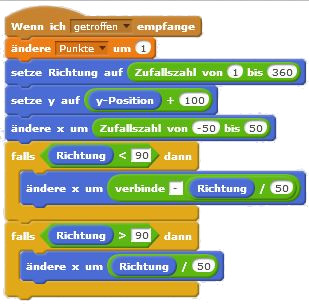 Wenn ich getroffen empfange
ändere Punkte um 1
setze Richtung auf Zufallszahl von 1 bis 360
setze y auf y-Position + 100
ändere x um Zufallszahl von -50 bis 50
falls Richtung < 90 dann
ändere x um verbinde - Richtung / 50
falls Richtung > 90 dann
ändere x um Richtung / 50